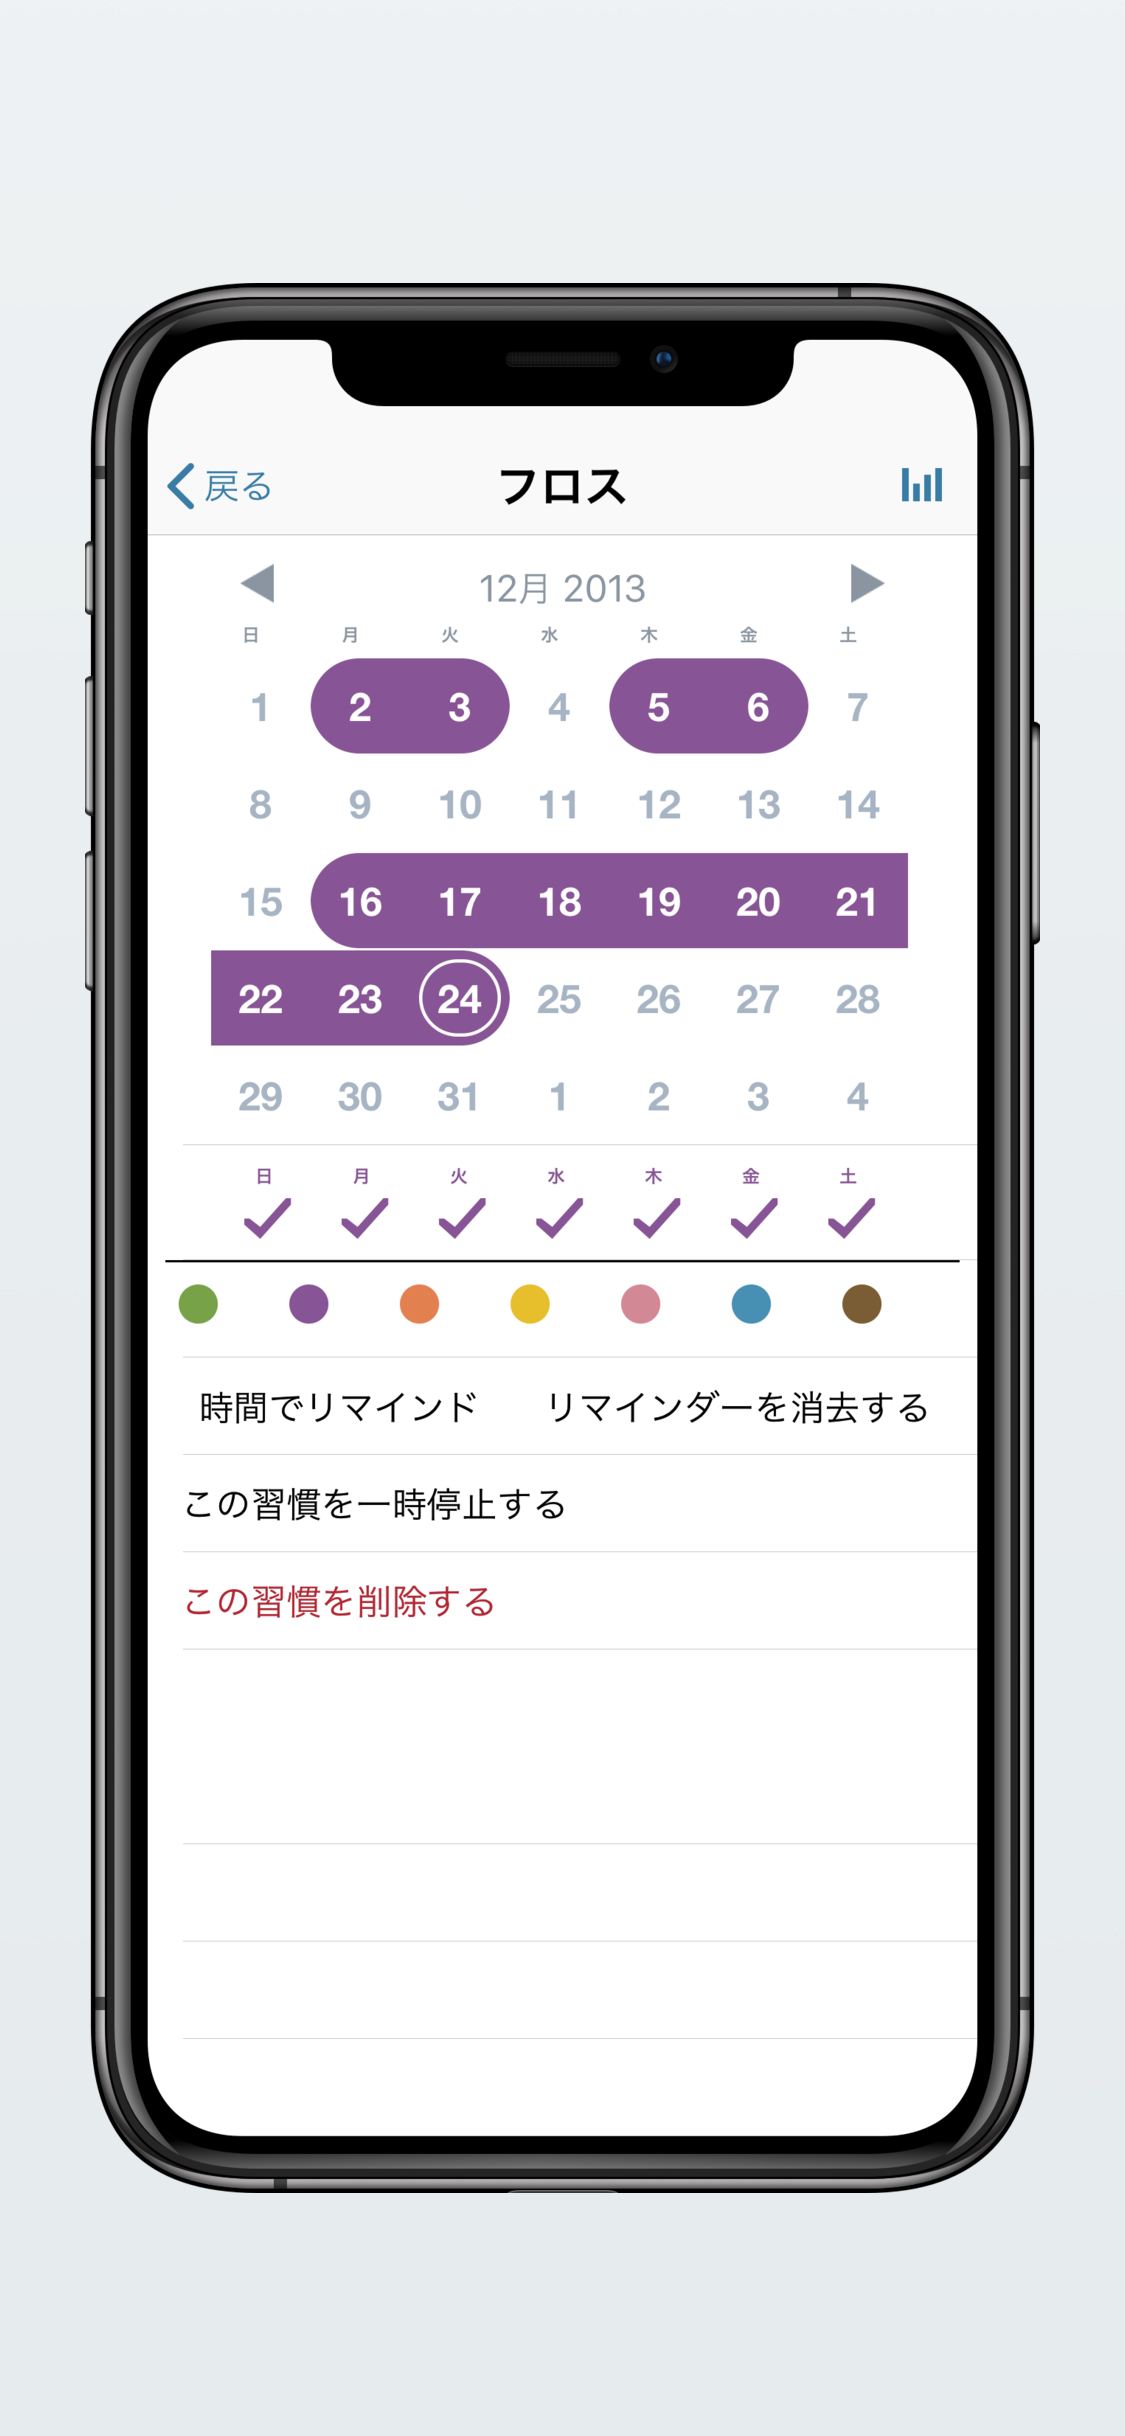 戻る フロス
12月 2013
日 月 火 水 木 金 土
1 2 3 4 5 6 7
8 9 10 11 12 13 14
15 16 17 18 19 20 21
22 23 24 25 26 27 28
29 30 31 1 2 3 4
日 月 火 水 木 金 土
時間でリマインド リマインダーを消去する
この習慣を一時停止する
この習慣を削除する